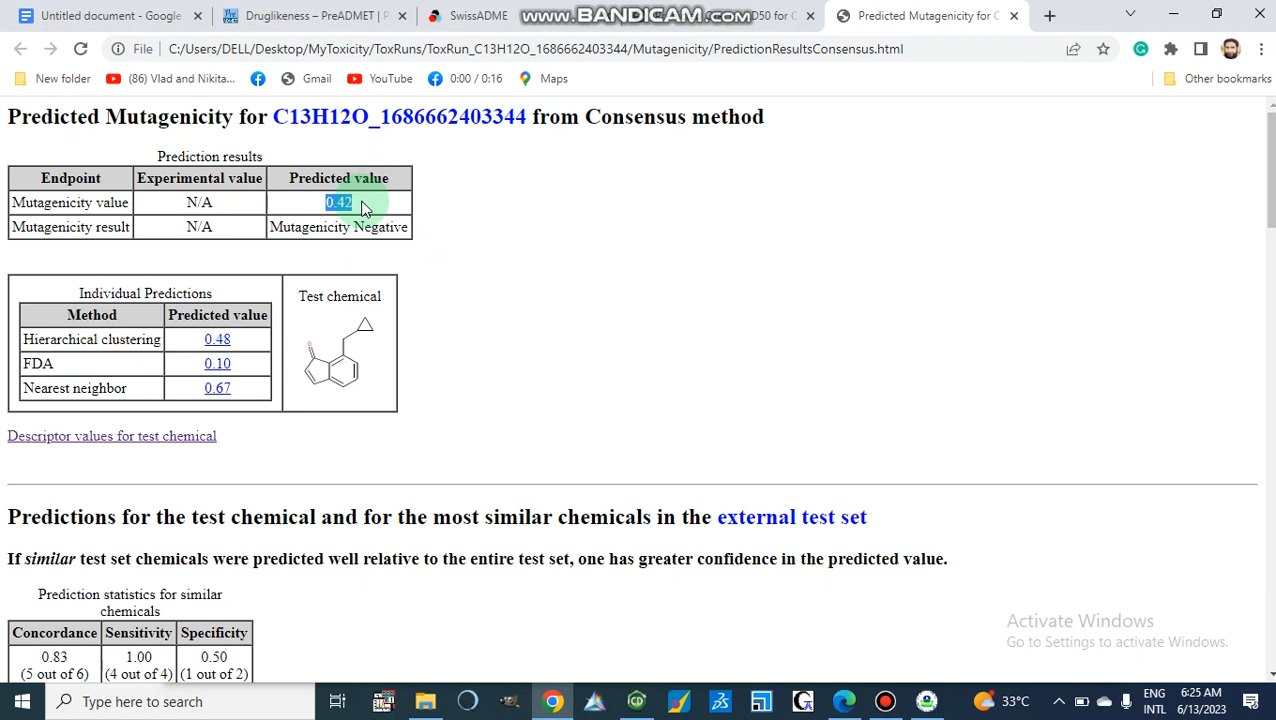 Untitled document - Google
Druglikeness – PreADMET | P
SwissADME
www.BANDICAM.com
D50 for C
Predicted Mutagenicity for C
File
C:/Users/DELL/Desktop/MyToxicity/ToxRuns/ToxRun_C13H12O_1686662403344/Mutagenicity/PredictionResultsConsensus.html
New folder
(86) Vlad and Nikita...
Gmail
YouTube
0:00 / 0:16
Maps
Other bookmarks
Predicted Mutagenicity for C13H12O_1686662403344 from Consensus method
Prediction results
Endpoint Experimental value Predicted value
Mutagenicity value N/A 0.42
Mutagenicity result N/A Mutagenicity Negative
Individual Predictions
Method Predicted value
Hierarchical clustering 0.48
FDA 0.10
Nearest neighbor 0.67
Test chemical
O
Descriptor values for test chemical
Predictions for the test chemical and for the most similar chemicals in the external test set
If similar test set chemicals were predicted well relative to the entire test set, one has greater confidence in the predicted value.
Prediction statistics for similar
chemicals
Concordance Sensitivity Specificity
0.83 1.00 0.50
(5 out of 6) (4 out of 4) (1 out of 2)
Activate Windows
Go to Settings to activate Windows.
Type here to search
33°C
ENG
INTL
6:25 AM
6/13/2023